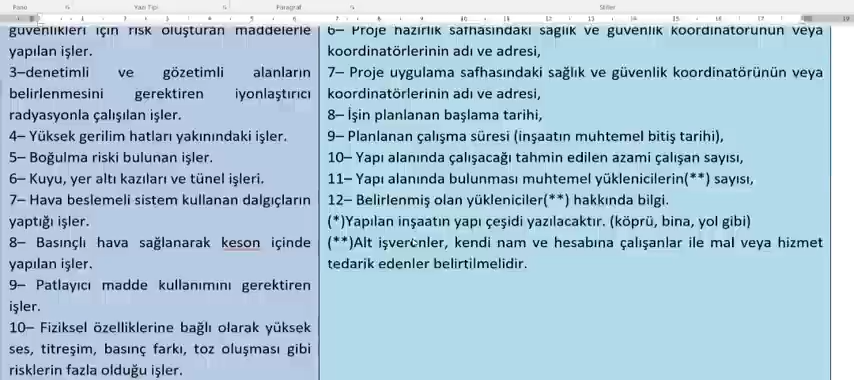 Pano
Yazı Tipi
Paragraf
Stiller
güvenlikleri için risk oluşturan maddelerle
yapılan işler.
3–denetimli ve gözetimli alanların
belirlenmesini gerektiren iyonlaştırıcı
radyasyonla çalışılan işler.
4– Yüksek gerilim hatları yakınındaki işler.
5– Boğulma riski bulunan işler.
6– Kuyu, yer altı kazıları ve tünel işleri.
7– Hava beslemeli sistem kullanan dalgıçların
yaptığı işler.
8– Basınçlı hava sağlanarak keson içinde
yapılan işler.
9– Patlayıcı madde kullanımını gerektiren
işler.
10– Fiziksel özelliklerine bağlı olarak yüksek
ses, titreşim, basınç farkı, toz oluşması gibi
risklerin fazla olduğu işler.
6– Proje hazırlık safhasındaki sağlık ve güvenlik koordinatörünün veya
koordinatörlerinin adı ve adresi,
7– Proje uygulama safhasındaki sağlık ve güvenlik koordinatörünün veya
koordinatörlerinin adı ve adresi,
8– İşin planlanan başlama tarihi,
9– Planlanan çalışma süresi (inşaatın muhtemel bitiş tarihi),
10– Yapı alanında çalışacağı tahmin edilen azami çalışan sayısı,
11– Yapı alanında bulunması muhtemel yüklenicilerin(**) sayısı,
12– Belirlenmiş olan yükleniciler(**) hakkında bilgi.
(*)Yapılan inşaatın yapı çeşidi yazılacaktır. (köprü, bina, yol gibi)
(**)Alt işverenler, kendi nam ve hesabına çalışanlar ile mal veya hizmet
tedarik edenler belirtilmelidir.